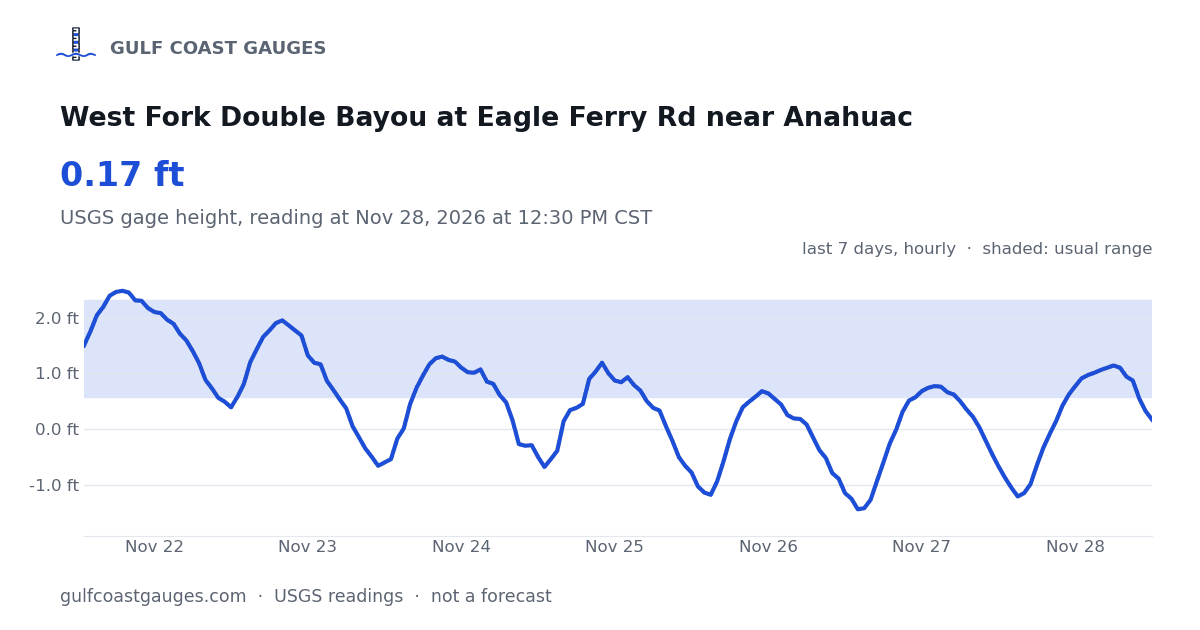 GULF COAST GAUGES
West Fork Double Bayou at Eagle Ferry Rd near Anahuac
0.17 ft
USGS gage height, reading at Nov 28, 2026 at 12:30 PM CST
last 7 days, hourly · shaded: usual range
2.0 ft
1.0 ft
0.0 ft
-1.0 ft
Nov 22 Nov 23 Nov 24 Nov 25 Nov 26 Nov 27 Nov 28
gulfcoastgauges.com · USGS readings · not a forecast